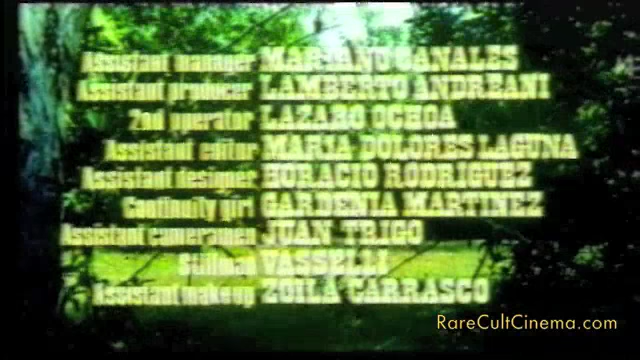 Assistant manager MARIANO CANALES
Assistant producer LAMBERTO ANDREANI
2nd operator LAZARO OCHOA
Assistant editor MARIA DOLORES LAGUNA
Assistant designer HORACIO RODRIGUEZ
Continuity girl GARDENIA MARTINEZ
Assistant cameramen JUAN TRIGO
Stillman VASSELLI
Assistant makeup ZOILA CARRASCO
RareCultCinema.com